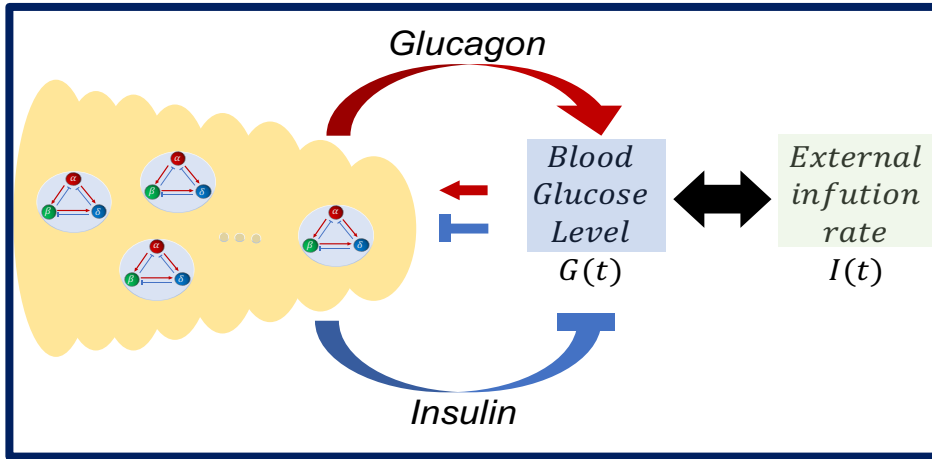 Glucagon
α
β
δ
α
β
δ
α
β
δ
α
β
δ
Blood
Glucose
Level
G(t)
External
infution
rate
I(t)
Insulin